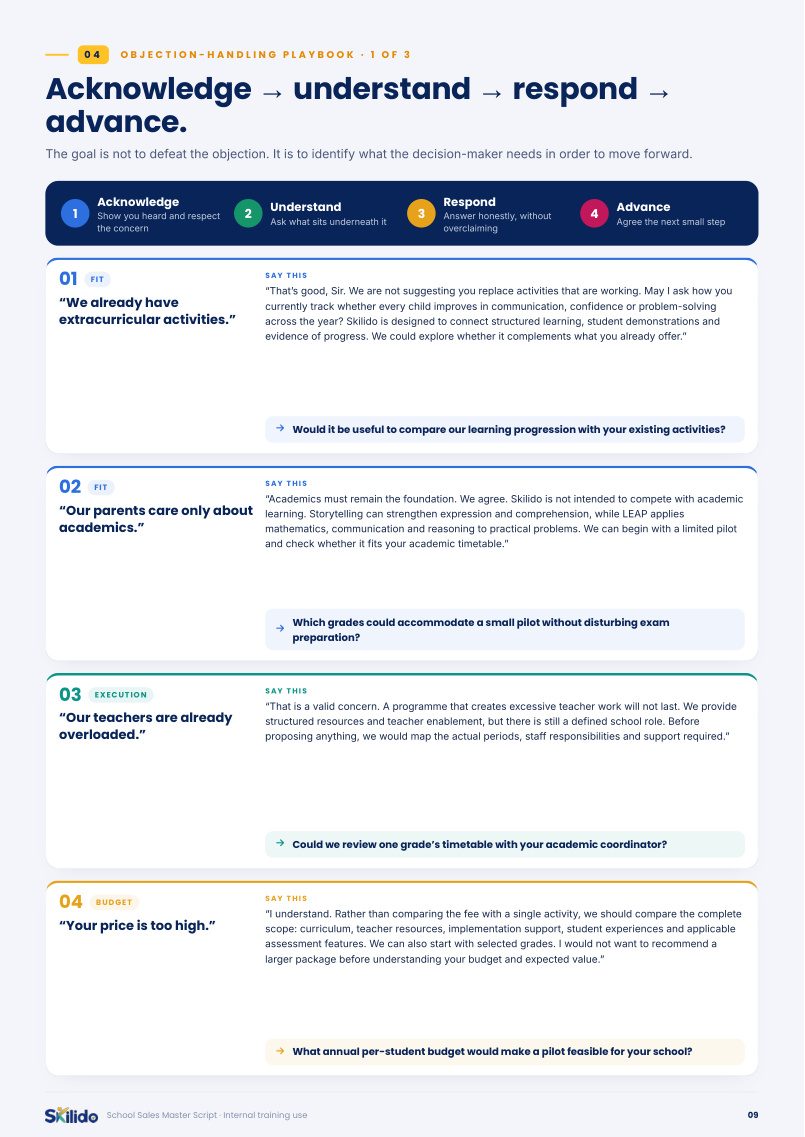 04 OBJECTION-HANDLING PLAYBOOK · 1 OF 3
Acknowledge → understand → respond →
advance.
The goal is not to defeat the objection. It is to identify what the decision-maker needs in order to move forward.
1 Acknowledge
Show you heard and respect
the concern
2 Understand
Ask what sits underneath it
3 Respond
Answer honestly, without
overclaiming
4 Advance
Agree the next small step
01 FIT
“We already have
extracurricular activities.”
SAY THIS
“That’s good, Sir. We are not suggesting you replace activities that are working. May I ask how you
currently track whether every child improves in communication, confidence or problem-solving
across the year? Skilido is designed to connect structured learning, student demonstrations and
evidence of progress. We could explore whether it complements what you already offer.”
→ Would it be useful to compare our learning progression with your existing activities?
02 FIT
“Our parents care only about
academics.”
SAY THIS
“Academics must remain the foundation. We agree. Skilido is not intended to compete with academic
learning. Storytelling can strengthen expression and comprehension, while LEAP applies
mathematics, communication and reasoning to practical problems. We can begin with a limited pilot
and check whether it fits your academic timetable.”
→ Which grades could accommodate a small pilot without disturbing exam
preparation?
03 EXECUTION
“Our teachers are already
overloaded.”
SAY THIS
“That is a valid concern. A programme that creates excessive teacher work will not last. We provide
structured resources and teacher enablement, but there is still a defined school role. Before
proposing anything, we would map the actual periods, staff responsibilities and support required.”
→ Could we review one grade’s timetable with your academic coordinator?
04 BUDGET
“Your price is too high.”
SAY THIS
“I understand. Rather than comparing the fee with a single activity, we should compare the complete
scope: curriculum, teacher resources, implementation support, student experiences and applicable
assessment features. We can also start with selected grades. I would not want to recommend a
larger package before understanding your budget and expected value.”
→ What annual per-student budget would make a pilot feasible for your school?
Skilido School Sales Master Script · Internal training use
09